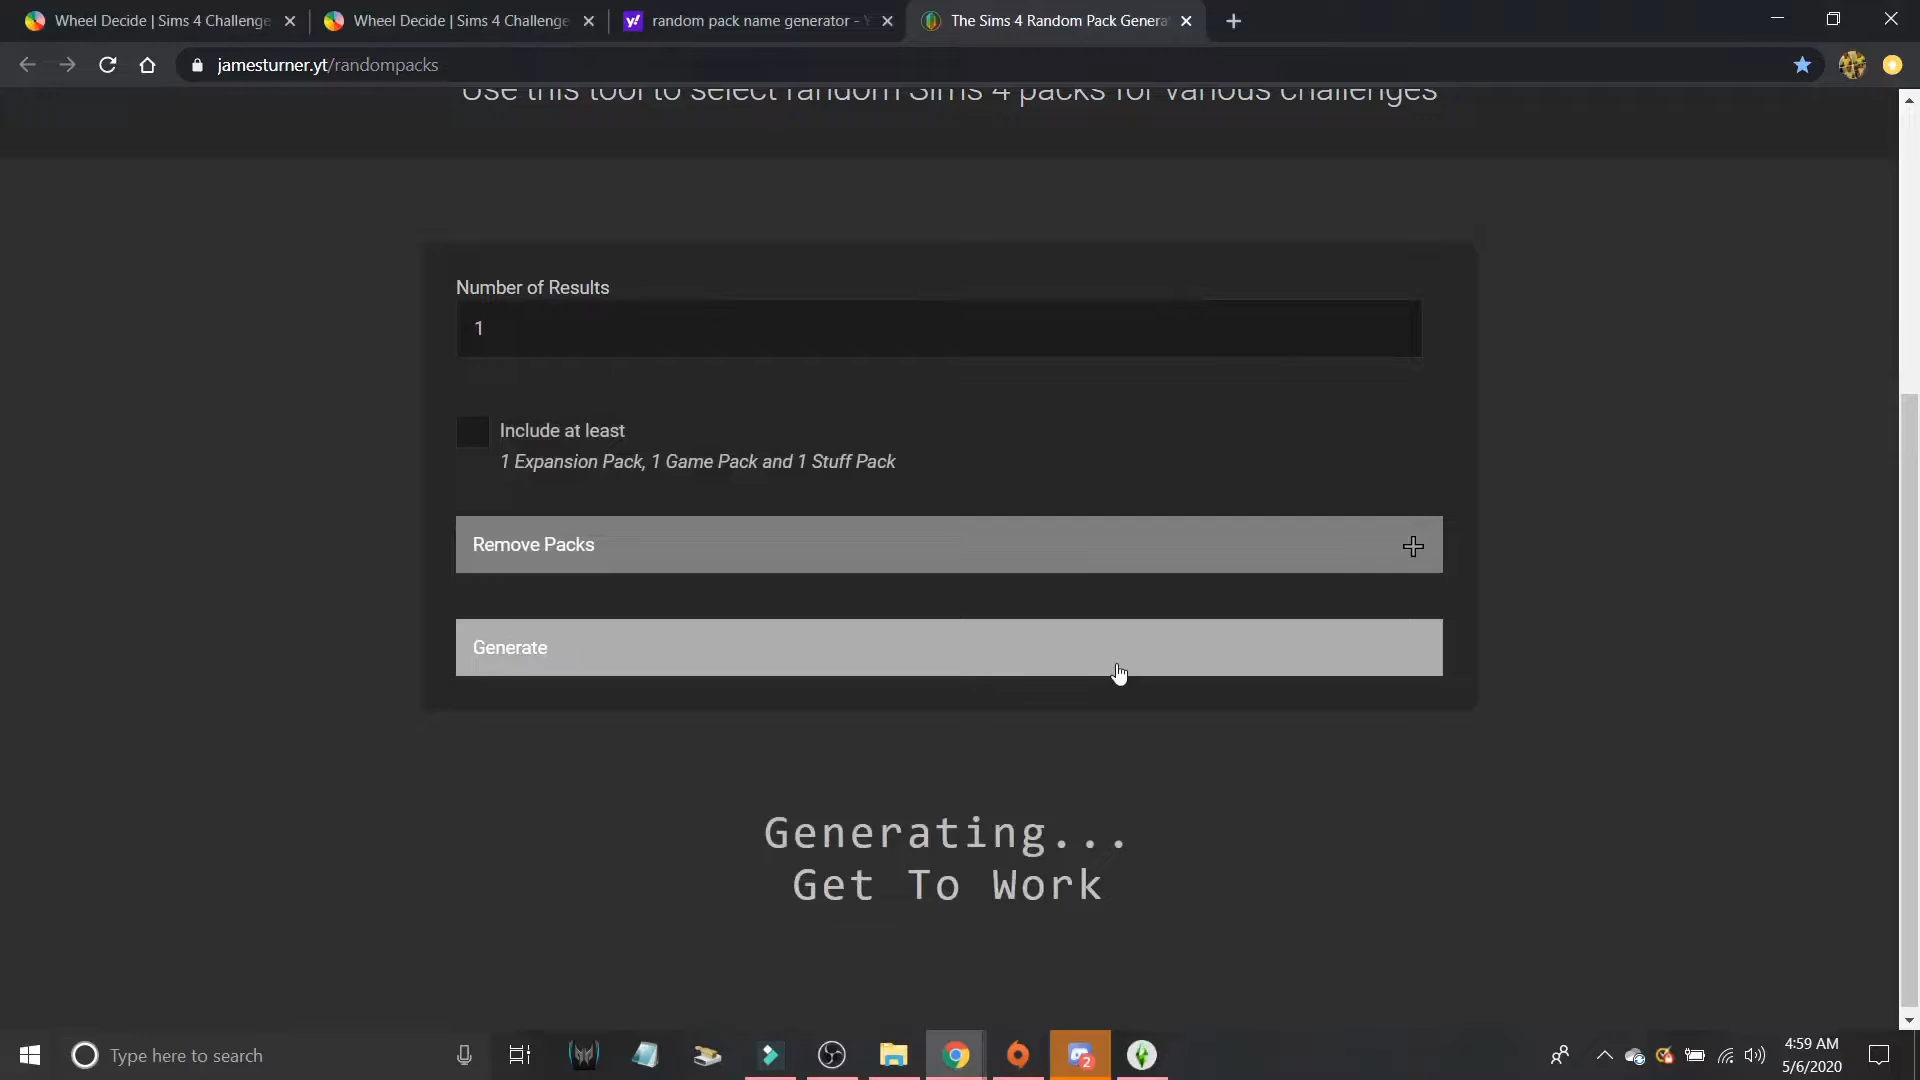 Wheel Decide | Sims 4 Challenge
Wheel Decide | Sims 4 Challenge
random pack name generator -
The Sims 4 Random Pack Genera
jamesturner.yt/randompacks
Use this tool to select random Sims 4 packs for various challenges
Number of Results
1
Include at least
1 Expansion Pack, 1 Game Pack and 1 Stuff Pack
Remove Packs
Generate
Generating...
Get To Work
Type here to search
2
4:59 AM
5/6/2020